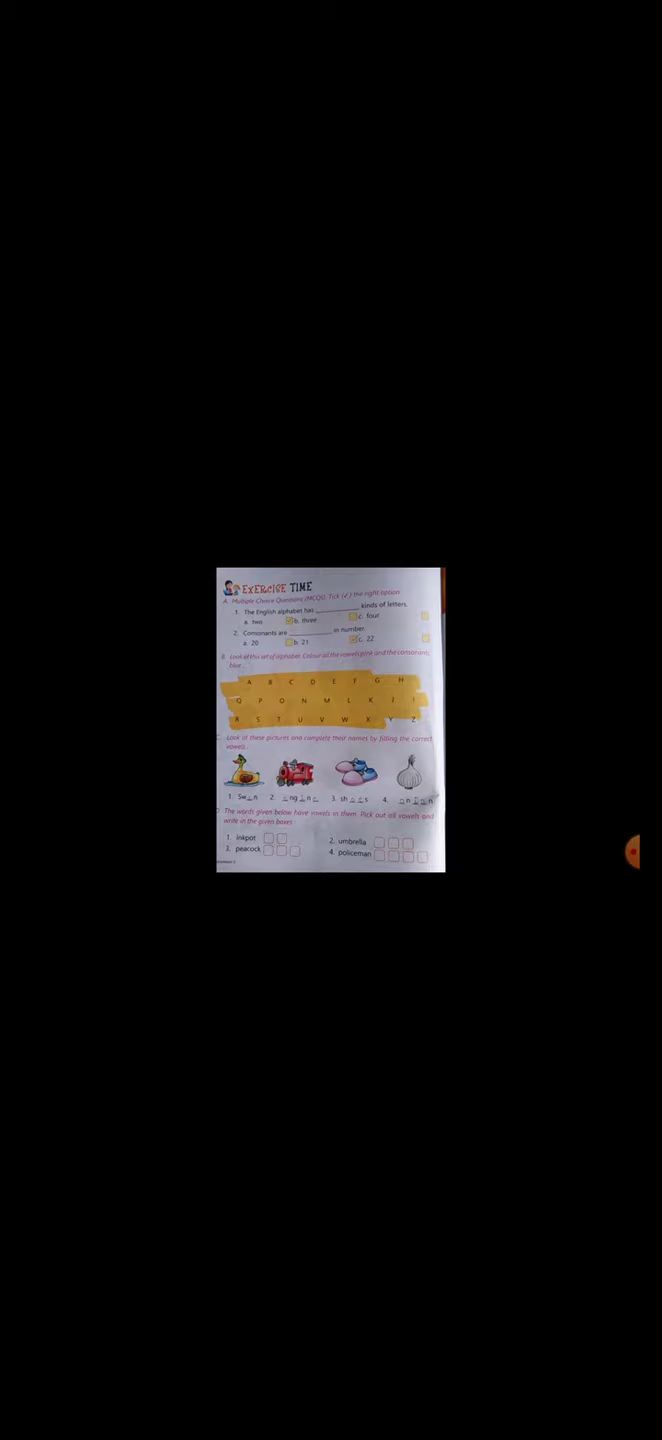 EXERCISE TIME
A. Multiple Choice Questions (MCQs). Tick (✓) the right option.
1. The English alphabet has ________ kinds of letters.
a. two b. three c. four
2. Consonants are ________ in number.
a. 20 b. 21 c. 22
B. Look at this set of alphabet. Colour all the vowels pink and the consonants
blue.
A B C D E F G H
Q P O N M L K J I
R S T U V W X Y Z
C. Look at these pictures and complete their names by filling the correct
vowels.
1. Swan 2. engine 3. shoes 4. onion
D. The words given below have vowels in them. Pick out all vowels and
write in the given boxes:
1. inkpot 2. umbrella
3. peacock 4. policeman